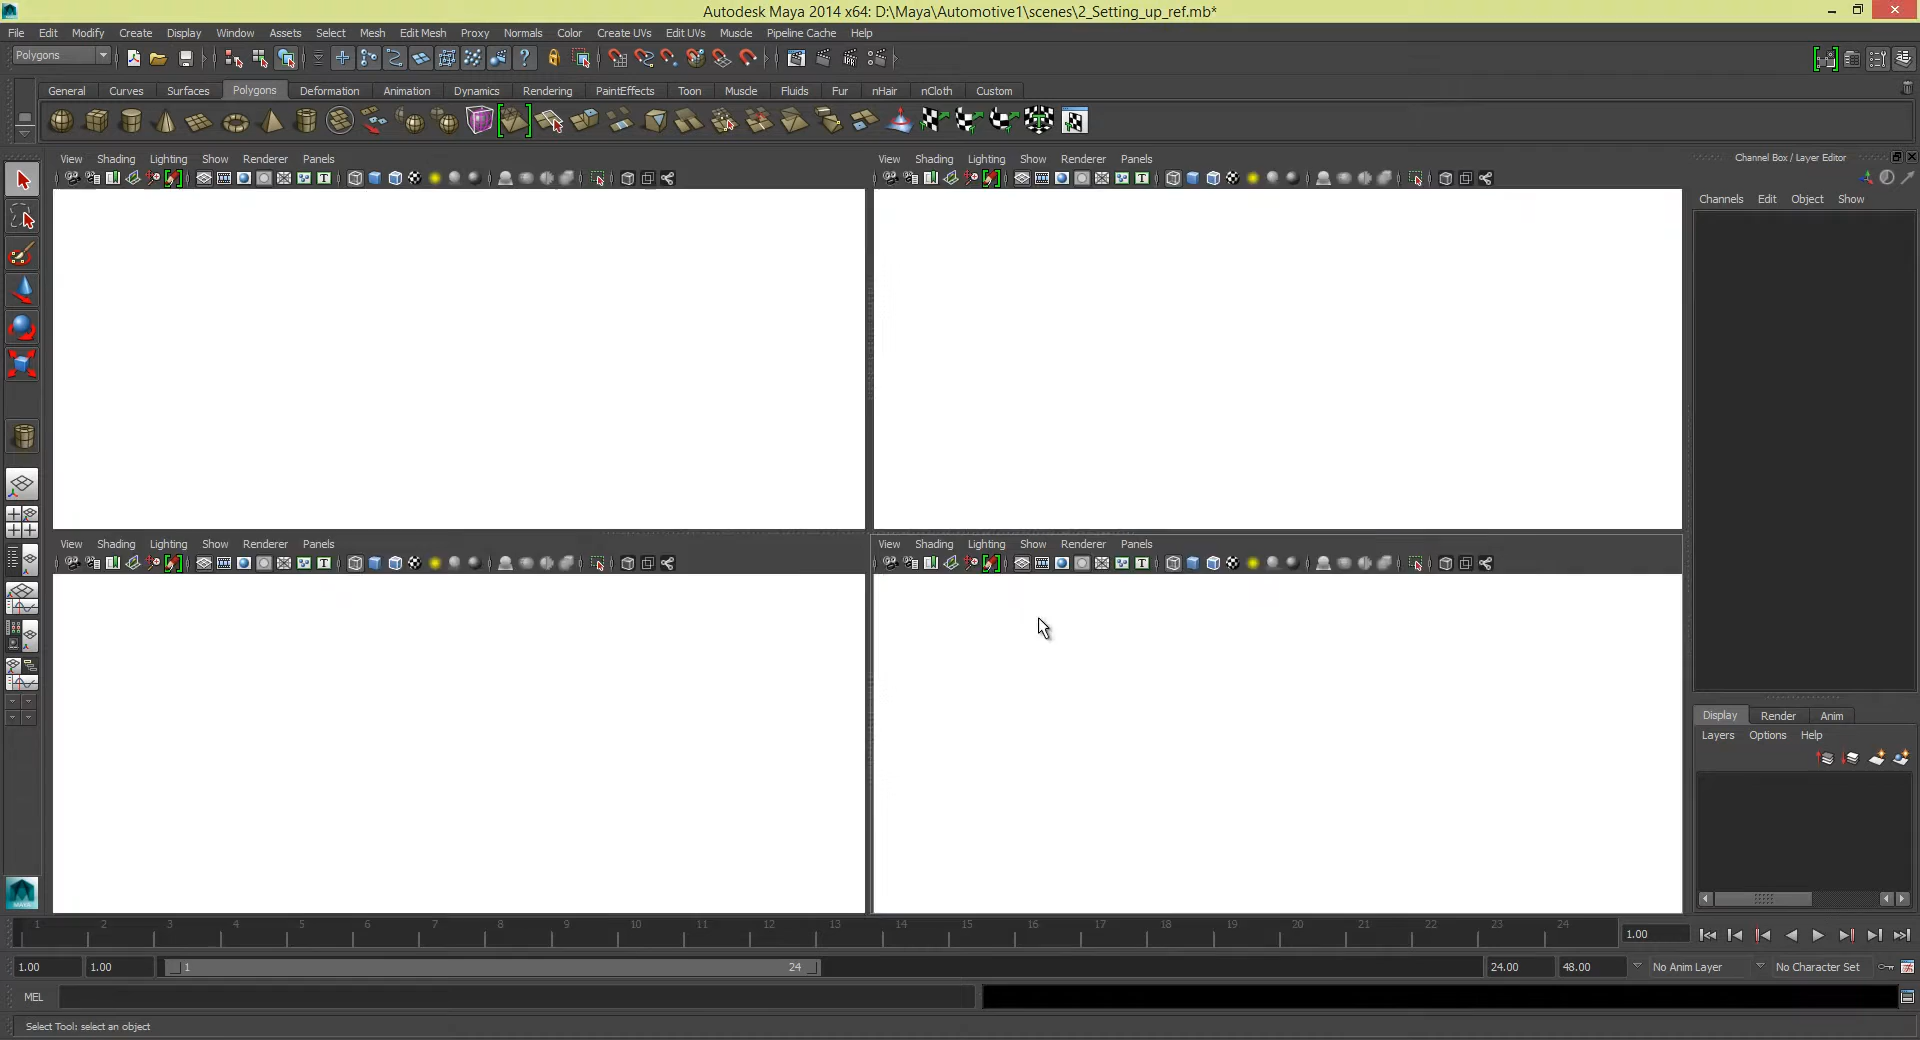 Autodesk Maya 2014 x64: D:\Maya\Automotive1\scenes\2_Setting_up_ref.mb*
File Edit Modify Create Display Window Assets Select Mesh Edit Mesh Proxy Normals Color Create UVs Edit UVs Muscle Pipeline Cache Help
Polygons
General Curves Surfaces Polygons Deformation Animation Dynamics Rendering PaintEffects Toon Muscle Fluids Fur nHair nCloth Custom
View Shading Lighting Show Renderer Panels
View Shading Lighting Show Renderer Panels
Channel Box / Layer Editor
Channels Edit Object Show
View Shading Lighting Show Renderer Panels
View Shading Lighting Show Renderer Panels
Display Render Anim
Layers Options Help
1 2 3 4 5 6 7 8 9 10 11 12 13 14 15 16 17 18 19 20 21 22 23 24 1.00
1.00 1.00 1 24 24.00 48.00 No Anim Layer No Character Set
MEL
Select Tool: select an object